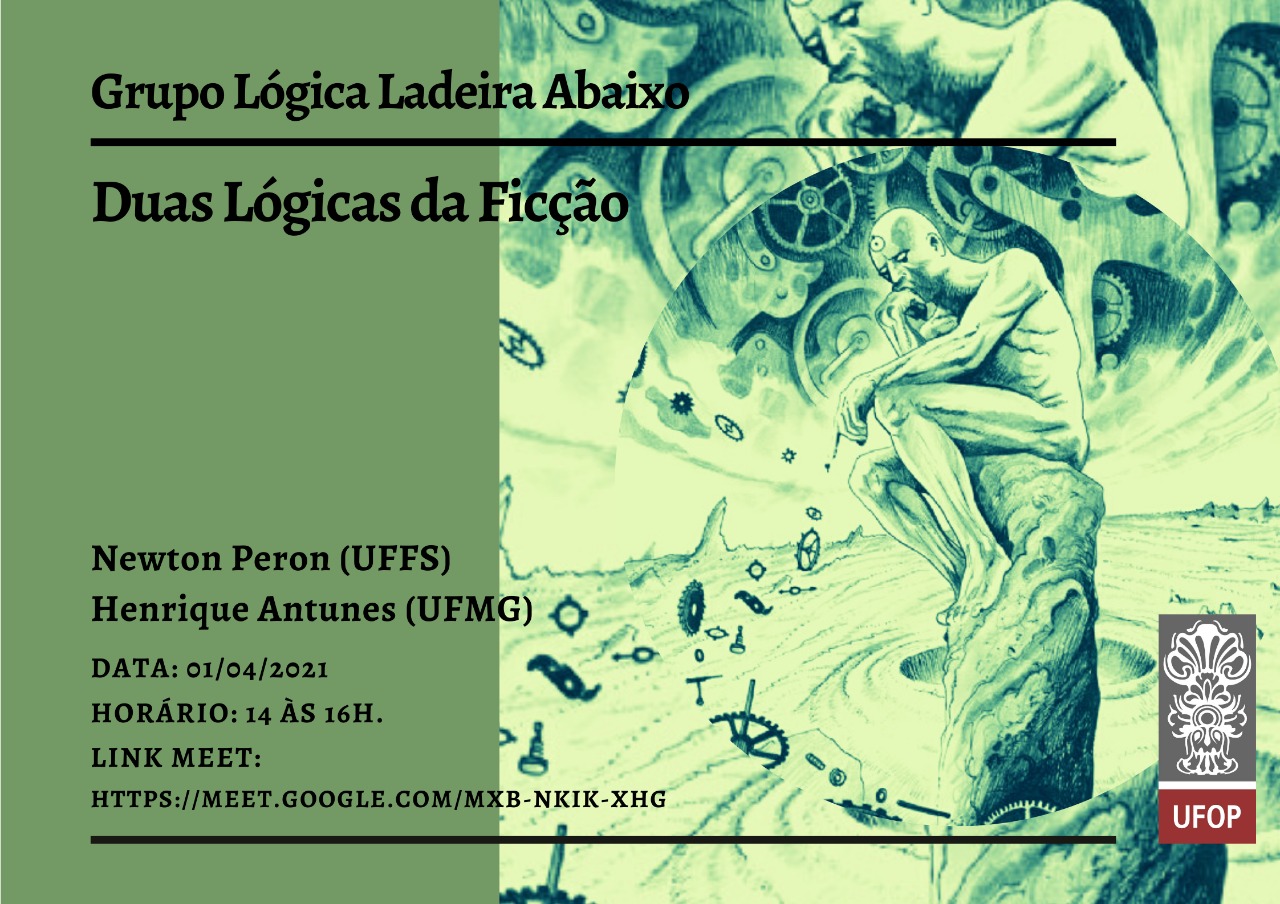 Grupo Lógica Ladeira Abaixo
Duas Lógicas da Ficção
Newton Peron (UFFS)
Henrique Antunes (UFMG)
DATA: 01/04/2021
HORÁRIO: 14 ÀS 16H.
LINK MEET:
HTTPS://MEET.GOOGLE.COM/MXB-NKIK-XHG
UFOP